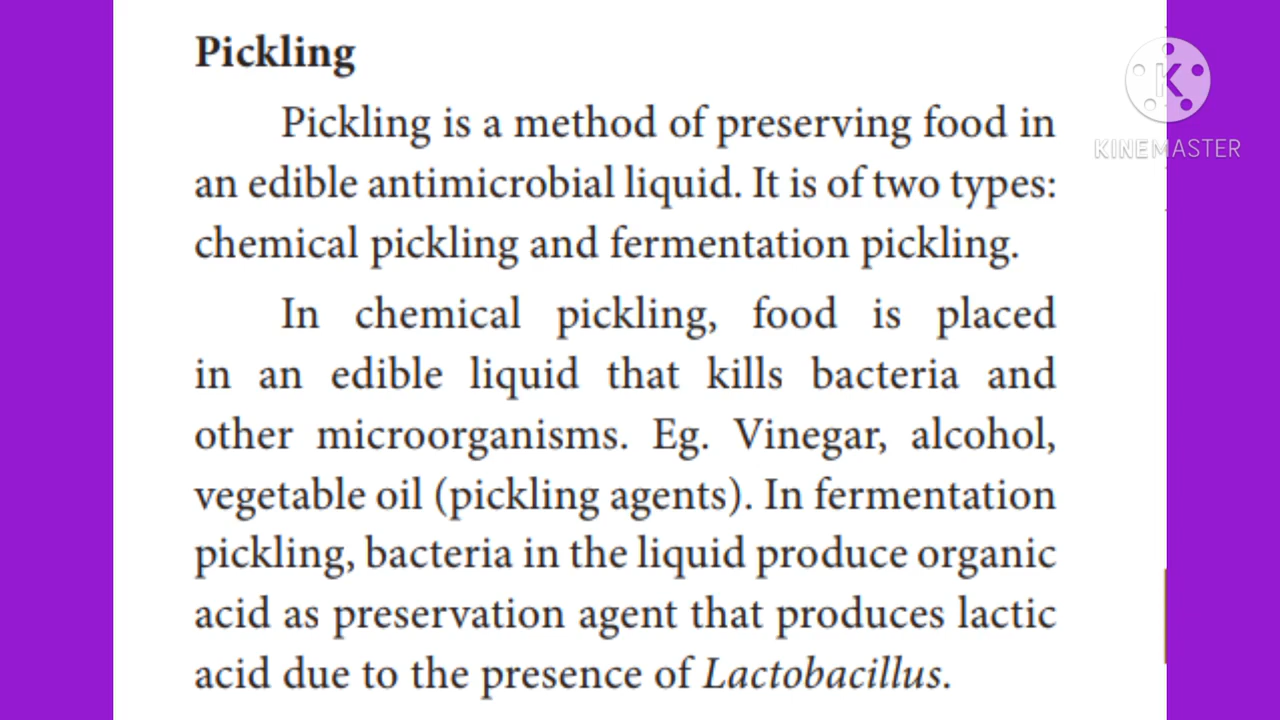 Pickling
Pickling is a method of preserving food in
an edible antimicrobial liquid. It is of two types:
chemical pickling and fermentation pickling.
In chemical pickling, food is placed
in an edible liquid that kills bacteria and
other microorganisms. Eg. Vinegar, alcohol,
vegetable oil (pickling agents). In fermentation
pickling, bacteria in the liquid produce organic
acid as preservation agent that produces lactic
acid due to the presence of Lactobacillus.
K
KINEMASTER